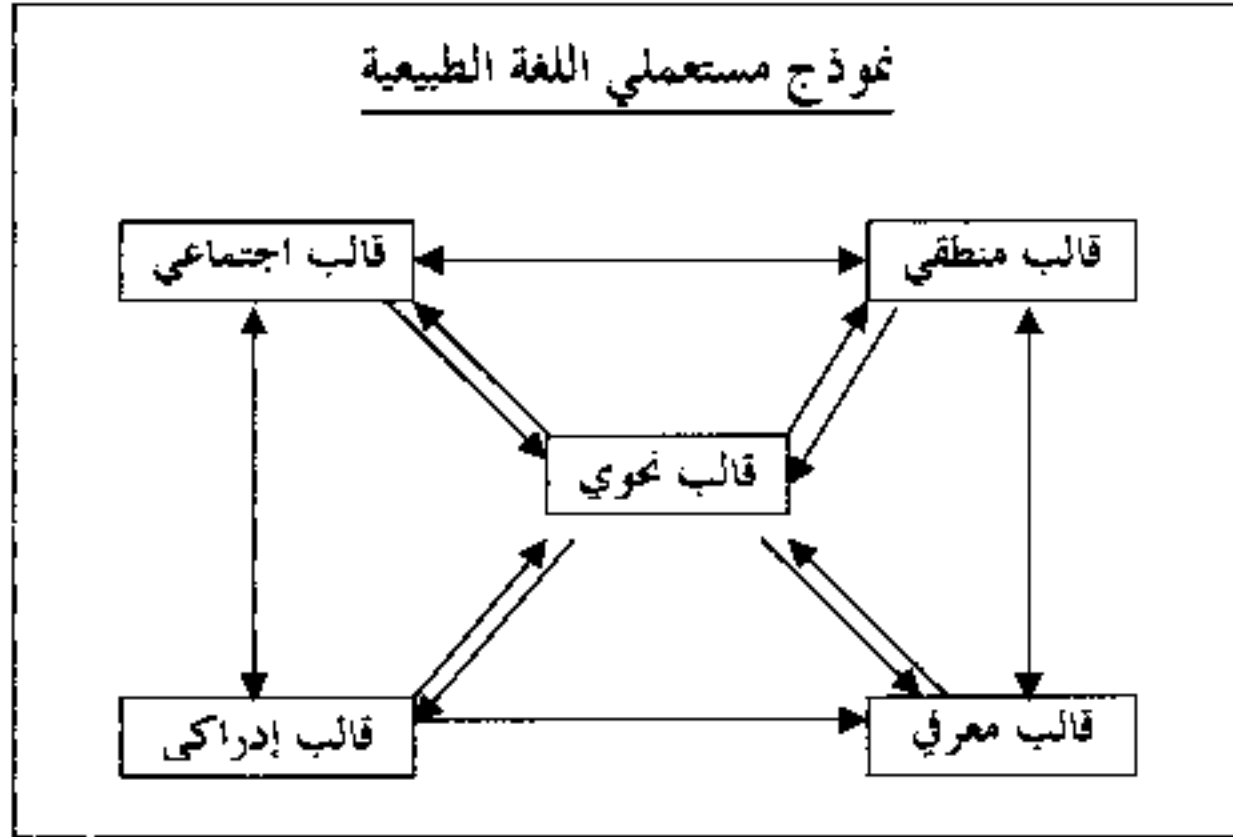 نموذج مستعملي اللغة الطبيعية
قالب منطقي
قالب اجتماعي
قالب نحوي
قالب معرفي
قالب إدراكي